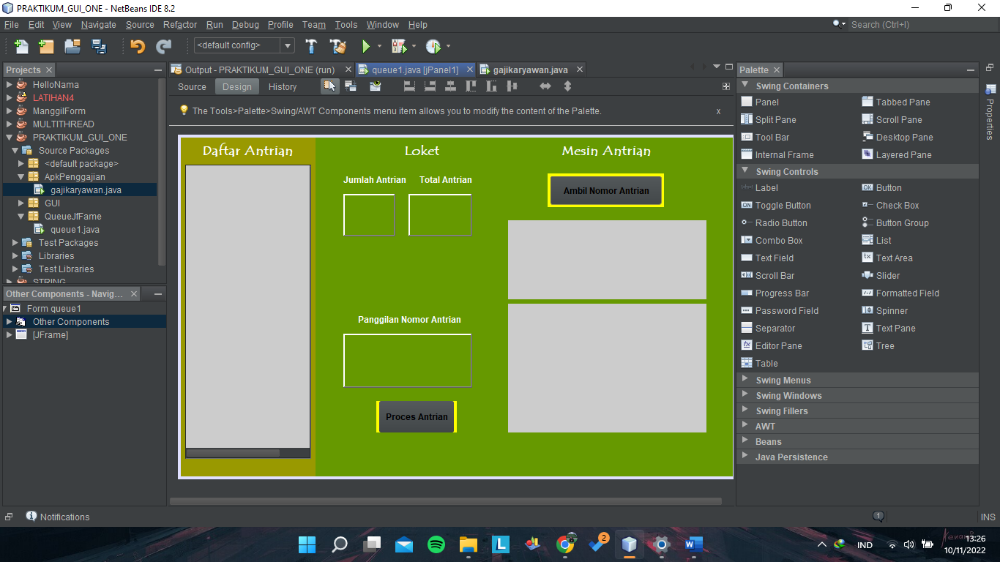 PRAKTIKUM_GUI_ONE - NetBeans IDE 8.2
File Edit View Navigate Source Refactor Run Debug Profile Team Tools Window Help
Search (Ctrl+I)
<default config>
Projects
HelloNama
LATIHAN4
ManggilForm
MULTITHREAD
PRAKTIKUM_GUI_ONE
Source Packages
<default package>
ApkPenggajian
gajikaryawan.java
GUI
QueueJfFame
queue1.java
Test Packages
Libraries
Test Libraries
STRING
Other Components - Navig...
Form queue1
Other Components
[JFrame]
Output - PRAKTIKUM_GUI_ONE (run) queue1.java [jPanel1] gajikaryawan.java
Source Design History
The Tools>Palette>Swing/AWT Components menu item allows you to modify the content of the Palette. x
Daftar Antrian
Loket
Mesin Antrian
Jumlah Antrian Total Antrian
Ambil Nomor Antrian
Panggilan Nomor Antrian
Proces Antrian
Palette
Swing Containers
Panel Tabbed Pane
Split Pane Scroll Pane
Tool Bar Desktop Pane
Internal Frame Layered Pane
Swing Controls
Label Button
Toggle Button Check Box
Radio Button Button Group
Combo Box List
Text Field Text Area
Scroll Bar Slider
Progress Bar Formatted Field
Password Field Spinner
Separator Text Pane
Editor Pane Tree
Table
Swing Menus
Swing Windows
Swing Fillers
AWT
Beans
Java Persistence
Properties
Notifications
1
INS
L
2
W
IND
13:26
10/11/2022